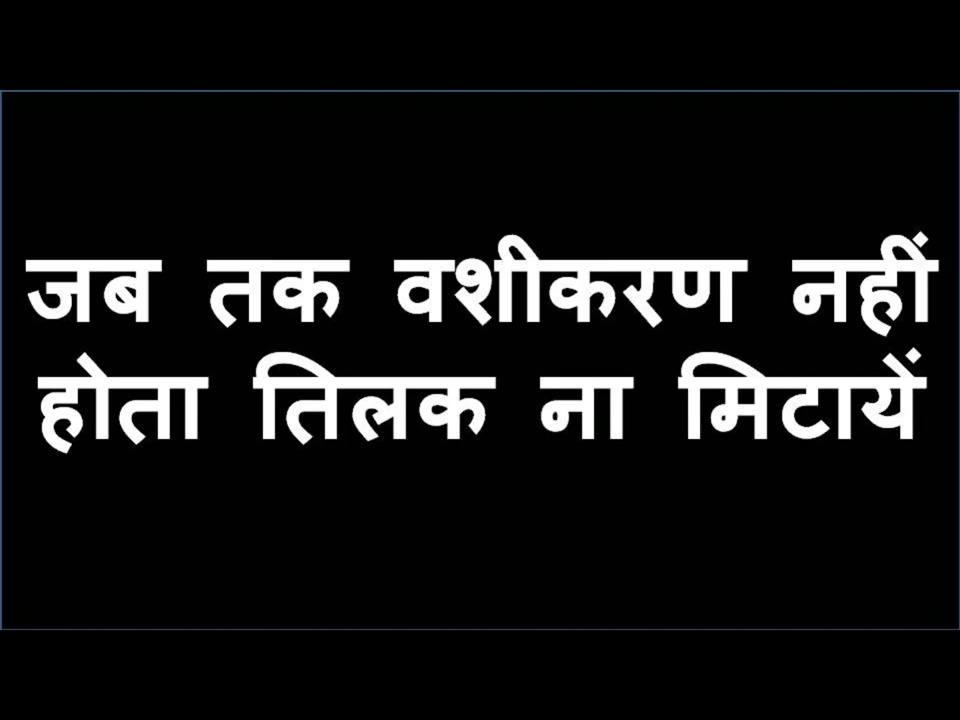 जब तक वशीकरण नहीं
होता तिलक ना मिटायें